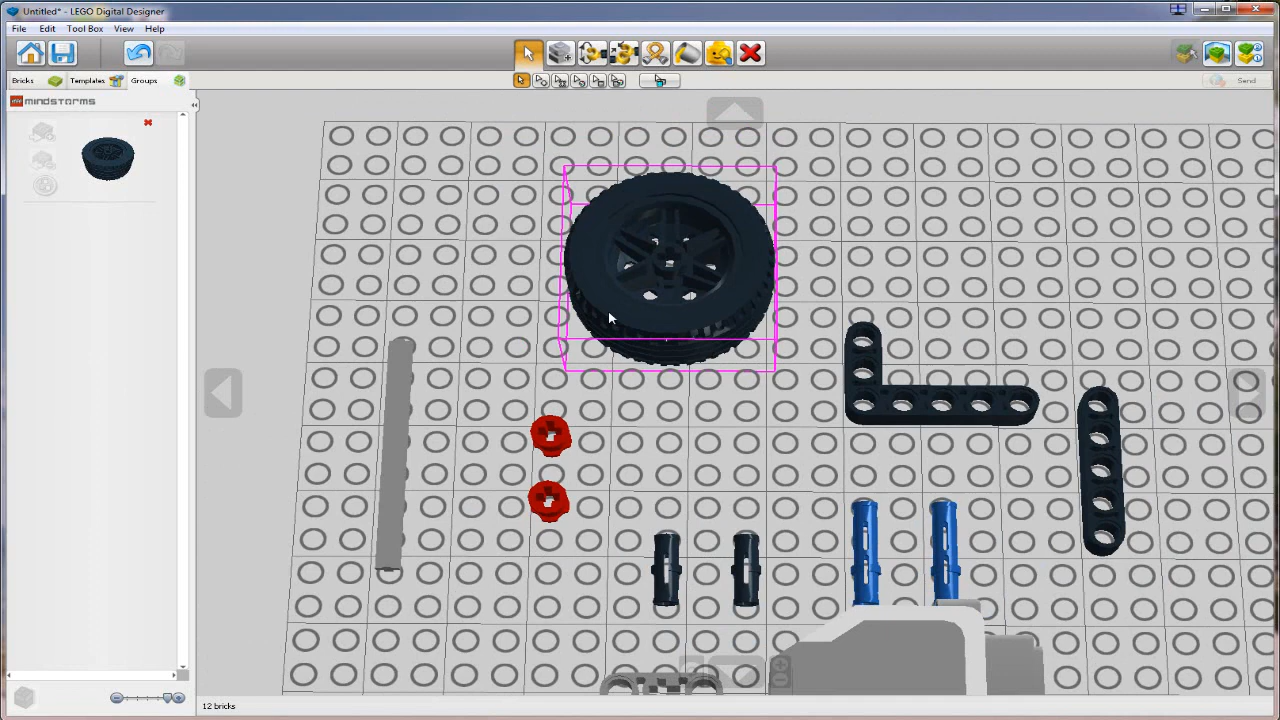 Untitled* - LEGO Digital Designer
File Edit Tool Box View Help
Bricks Templates Groups
Send
mindstorms
12 bricks